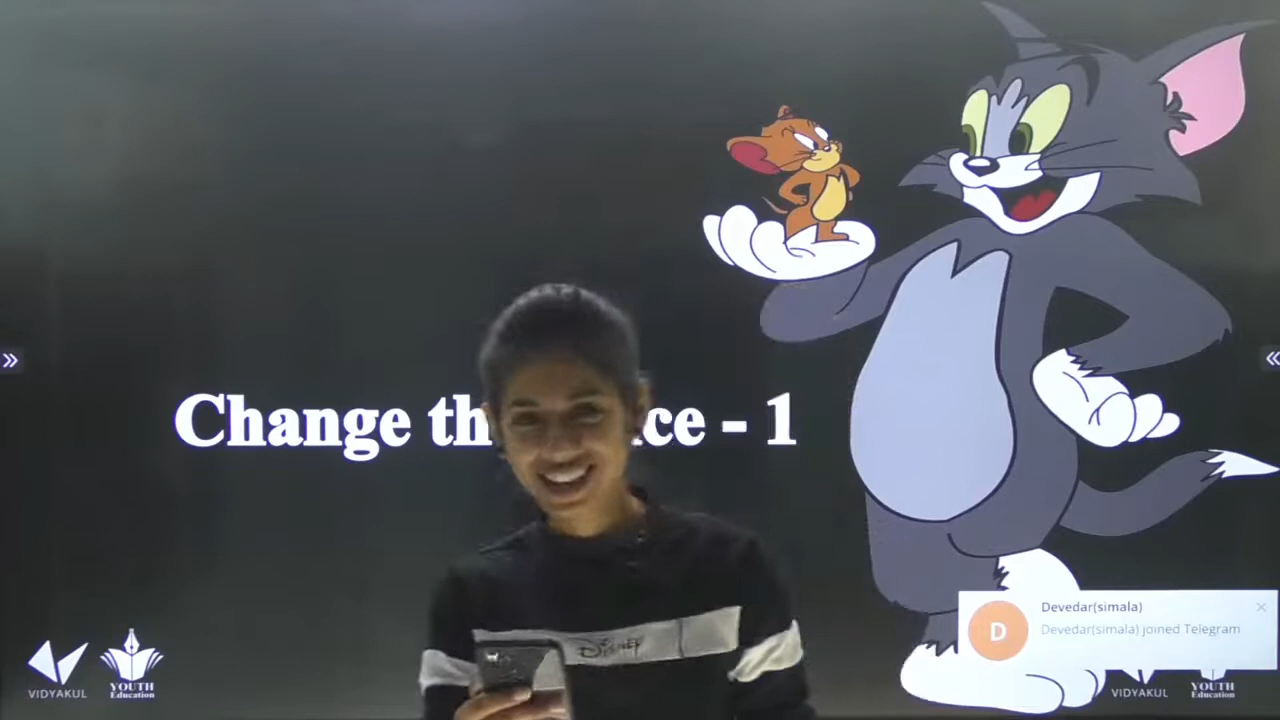 Change th ce - 1
DISNEY
Devedar(simala)
D
Devedar(simala) joined Telegram
VIDYAKUL
YOUTH
Education
VIDYAKUL
YOUTH
Education